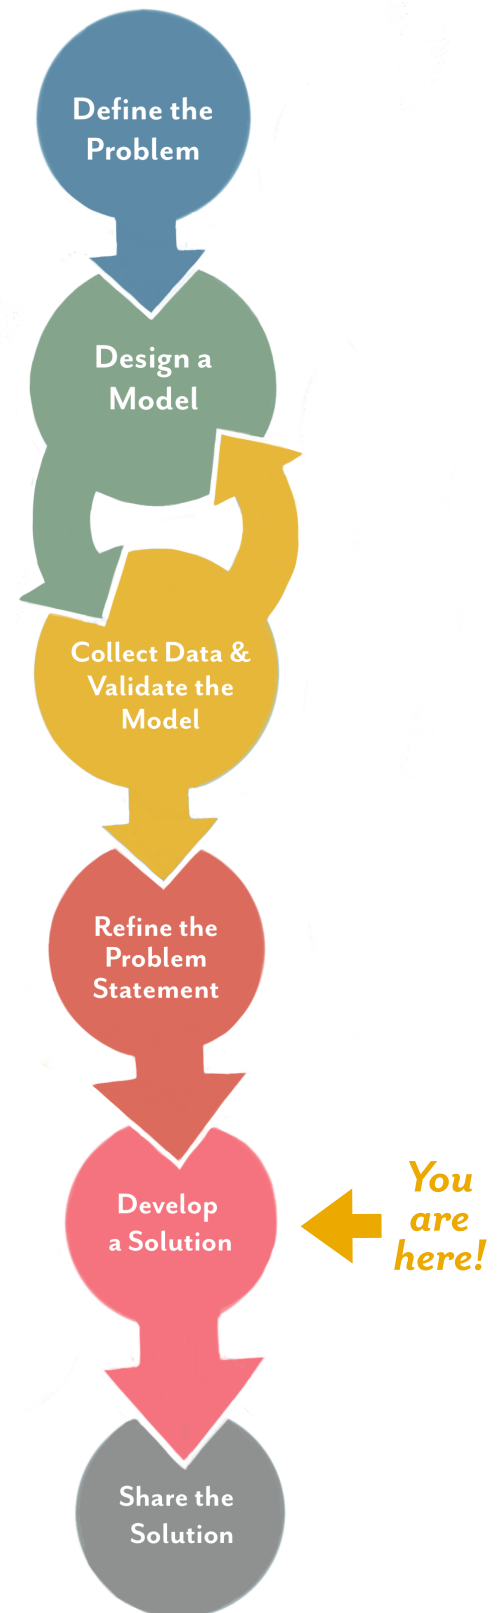 Define the
Problem
Design a
Model
Collect Data &
Validate the
Model
Refine the
Problem
Statement
Develop
a Solution
You
are
here!
Share the
Solution